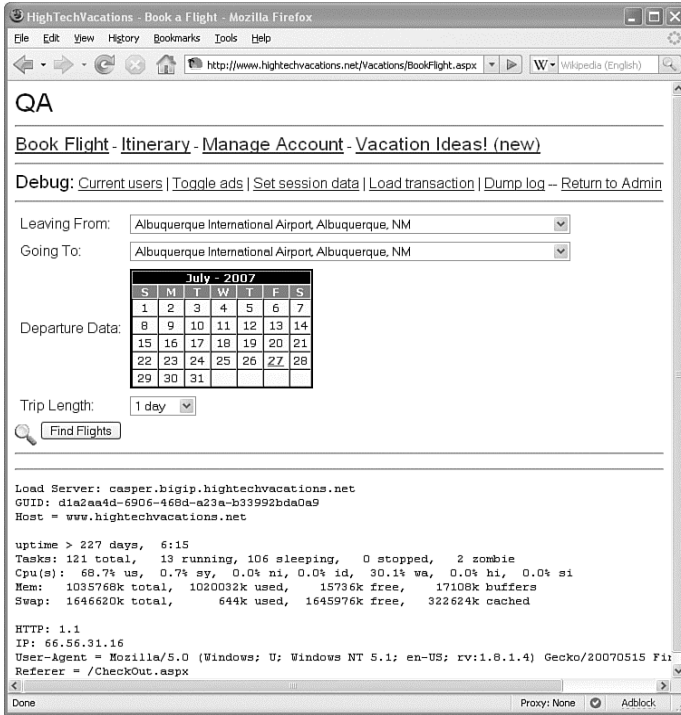 HighTechVacations - Book a Flight - Mozilla Firefox
File Edit View History Bookmarks Tools Help
http://www.hightechvacations.net/Vacations/BookFlight.aspx W Wikipedia (English)
QA
Book Flight - Itinerary - Manage Account - Vacation Ideas! (new)
Debug: Current users | Toggle ads | Set session data | Load transaction | Dump log -- Return to Admin
Leaving From: Albuquerque International Airport, Albuquerque, NM
Going To: Albuquerque International Airport, Albuquerque, NM
July - 2007
S M T W T F S
1 2 3 4 5 6 7
8 9 10 11 12 13 14
Departure Data: 15 16 17 18 19 20 21
22 23 24 25 26 27 28
29 30 31
Trip Length: 1 day
Find Flights
Load Server: casper.bigip.hightechvacations.net
GUID: d1a2aa4d-6906-468d-a23a-b33992bda0a9
Host = www.hightechvacations.net
uptime > 227 days, 6:15
Tasks: 121 total, 13 running, 106 sleeping, 0 stopped, 2 zombie
Cpu(s): 68.7% us, 0.7% sy, 0.0% ni, 0.0% id, 30.1% wa, 0.0% hi, 0.0% si
Mem: 1035768k total, 1020032k used, 15736k free, 17108k buffers
Swap: 1646620k total, 644k used, 1645976k free, 322624k cached
HTTP: 1.1
IP: 66.56.31.16
User-Agent = Mozilla/5.0 (Windows; U; Windows NT 5.1; en-US; rv:1.8.1.4) Gecko/20070515 Fir
Referer = /CheckOut.aspx
Done Proxy: None Adblock